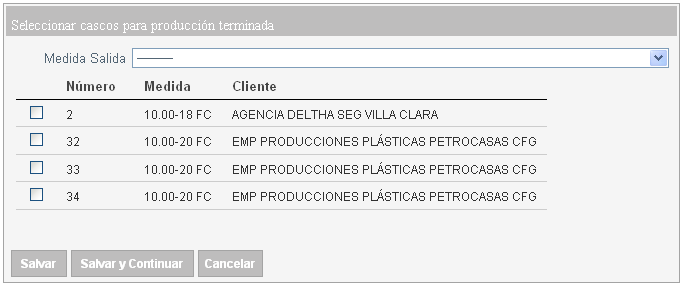 Seleccionar cascos para producción terminada
Medida Salida ---------
Número Medida Cliente
2 10.00-18 FC AGENCIA DELTHA SEG VILLA CLARA
32 10.00-20 FC EMP PRODUCCIONES PLÁSTICAS PETROCASAS CFG
33 10.00-20 FC EMP PRODUCCIONES PLÁSTICAS PETROCASAS CFG
34 10.00-20 FC EMP PRODUCCIONES PLÁSTICAS PETROCASAS CFG
Salvar Salvar y Continuar Cancelar